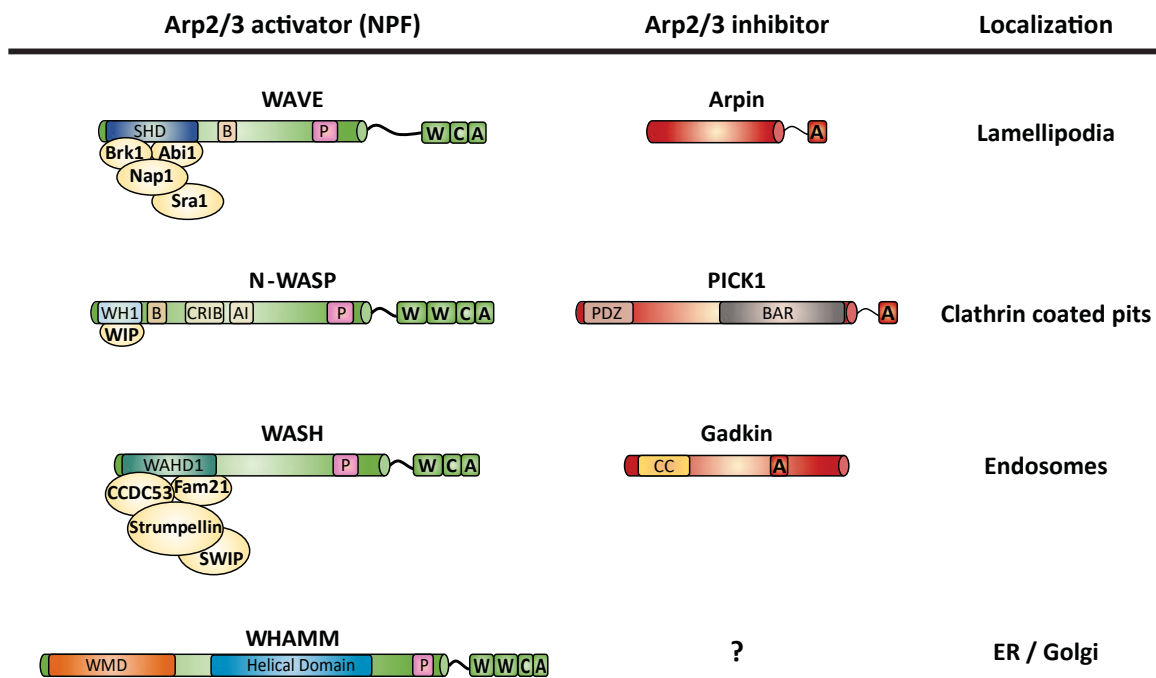 Arp2/3 activator (NPF) Arp2/3 inhibitor Localization
WAVE Arpin
SHD B P W C A A Lamellipodia
Brk1 Abi1
Nap1
Sra1
N-WASP PICK1
WH1 B CRIB AI P W W C A PDZ BAR A Clathrin coated pits
WIP
WASH Gadkin
WAHD1 P W C A CC A Endosomes
CCDC53 Fam21
Strumpellin
SWIP
WHAMM
WMD Helical Domain P W W C A ? ER / Golgi